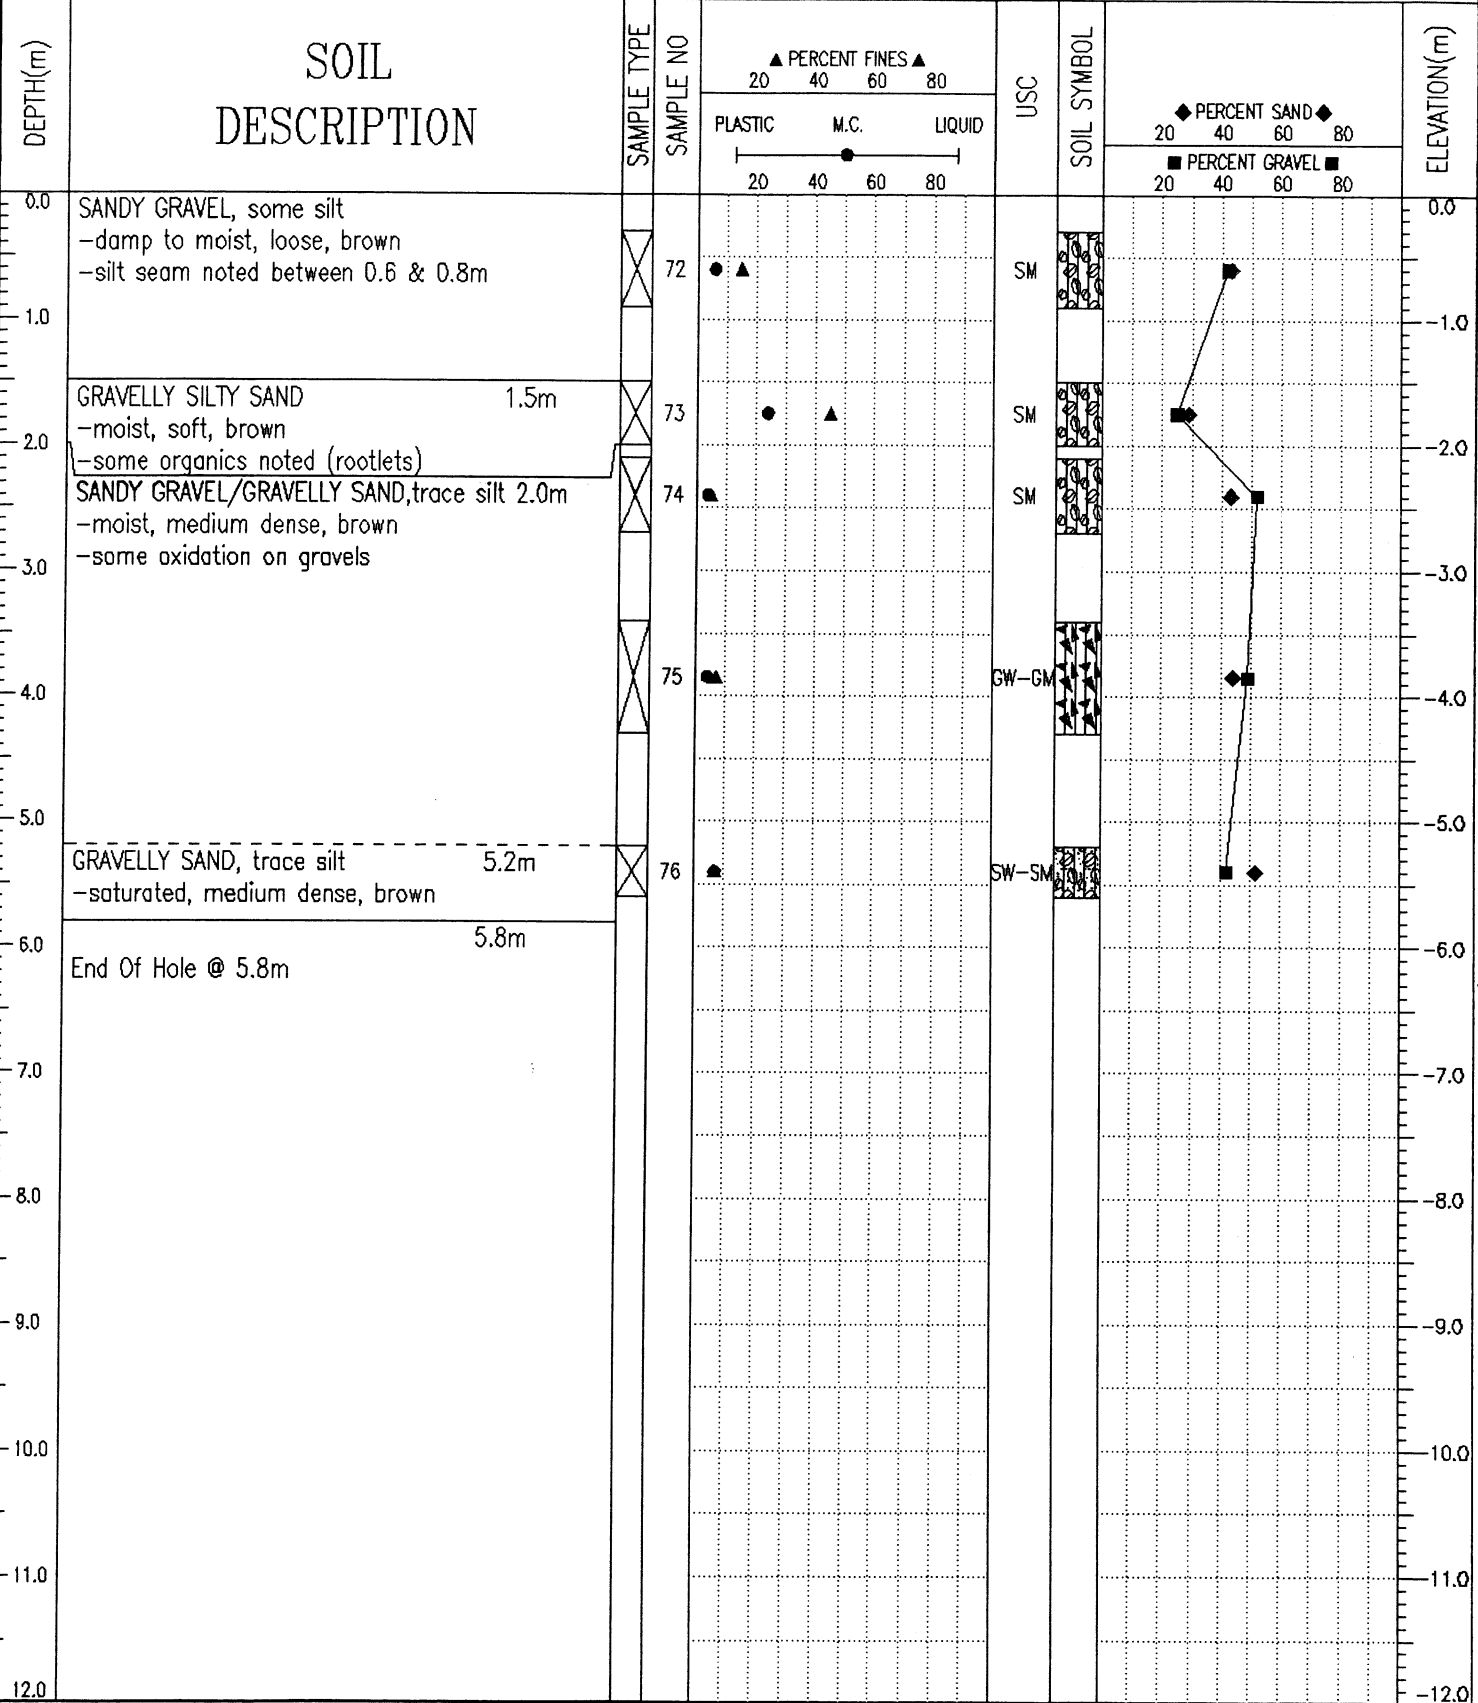 DEPTH(m)
SOIL
DESCRIPTION
SAMPLE TYPE
SAMPLE NO
▲ PERCENT FINES ▲
20 40 60 80
PLASTIC M.C. LIQUID
20 40 60 80
USC
SOIL SYMBOL
◆ PERCENT SAND ◆
20 40 60 80
■ PERCENT GRAVEL ■
20 40 60 80
ELEVATION(m)
0.0
SANDY GRAVEL, some silt
-damp to moist, loose, brown
-silt seam noted between 0.6 & 0.8m
72
SM
0.0
1.0
-1.0
GRAVELLY SILTY SAND 1.5m
-moist, soft, brown
-some organics noted (rootlets)
73
SM
2.0
-2.0
SANDY GRAVEL/GRAVELLY SAND,trace silt 2.0m
-moist, medium dense, brown
-some oxidation on gravels
74
SM
3.0
-3.0
75
GW-GM
4.0
-4.0
5.0
-5.0
GRAVELLY SAND, trace silt 5.2m
-saturated, medium dense, brown
76
SW-SM
5.8m
6.0
-6.0
End Of Hole @ 5.8m
7.0
-7.0
8.0
-8.0
9.0
-9.0
10.0
-10.0
11.0
-11.0
12.0
-12.0